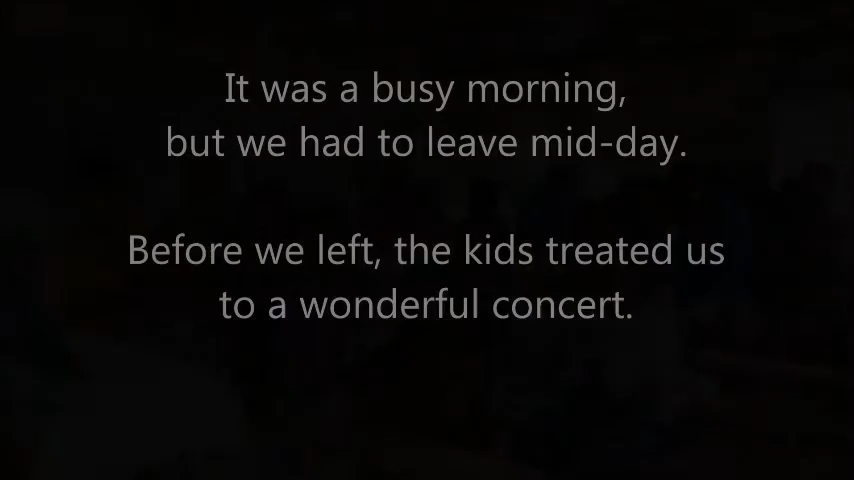 It was a busy morning,
but we had to leave mid-day.
Before we left, the kids treated us
to a wonderful concert.